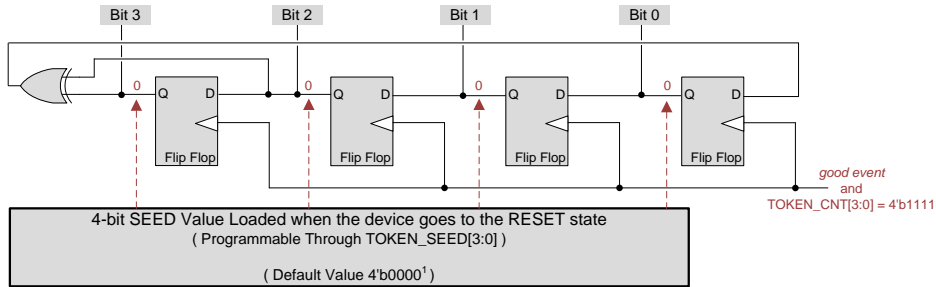 Bit 3 Bit 2 Bit 1 Bit 0
0 Q D 0 Q D 0 Q D 0 Q D
Flip Flop Flip Flop Flip Flop Flip Flop
good event
and
TOKEN_CNT[3:0] = 4'b1111
4-bit SEED Value Loaded when the device goes to the RESET state
( Programmable Through TOKEN_SEED[3:0] )
( Default Value 4'b0000¹ )